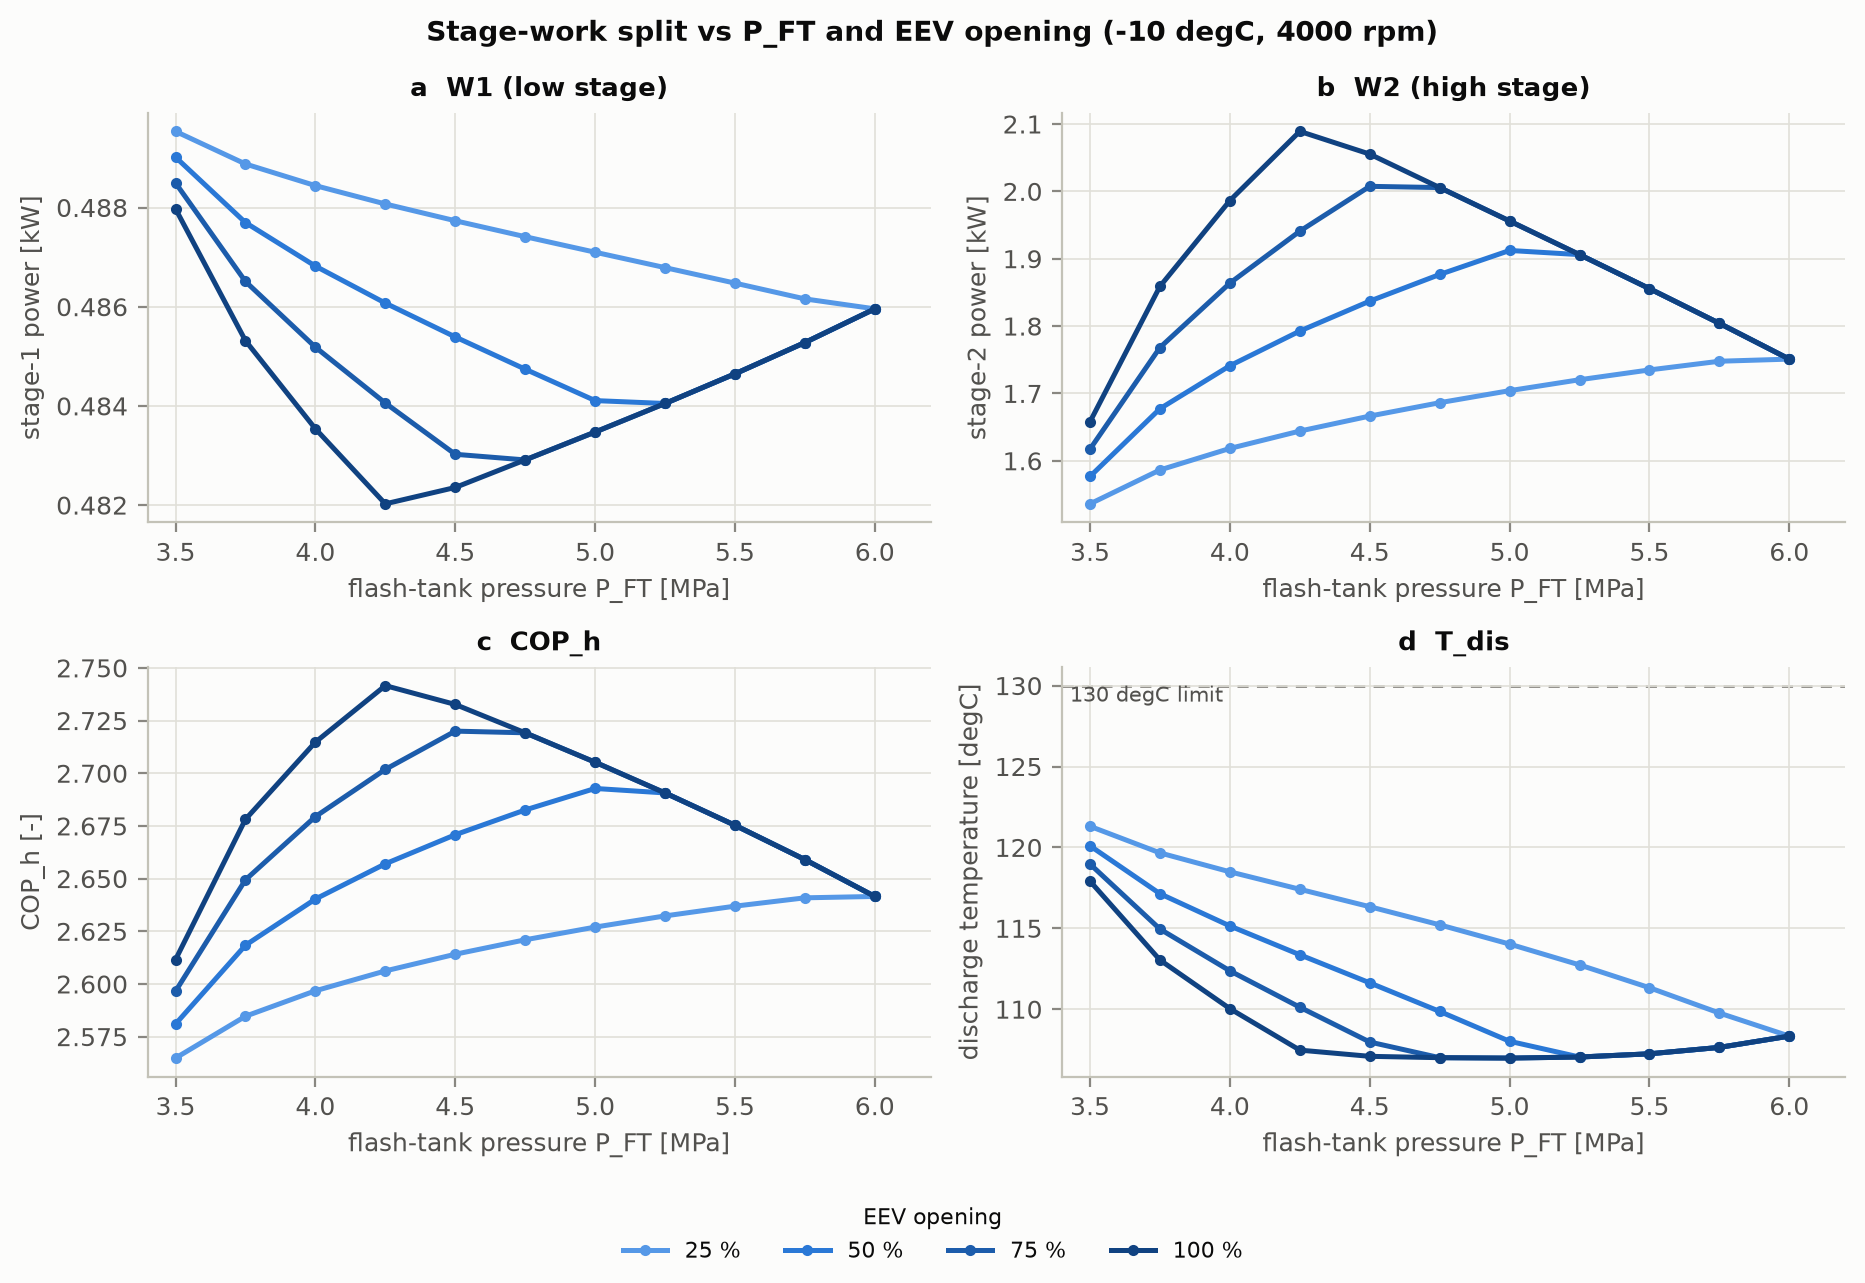 Stage-work split vs P_FT and EEV opening (-10 degC, 4000 rpm)
a  W1 (low stage)
stage-1 power [kW]
0.488
0.486
0.484
0.482
3.5 4.0 4.5 5.0 5.5 6.0
flash-tank pressure P_FT [MPa]
b  W2 (high stage)
stage-2 power [kW]
2.1
2.0
1.9
1.8
1.7
1.6
3.5 4.0 4.5 5.0 5.5 6.0
flash-tank pressure P_FT [MPa]
c  COP_h
COP_h [-]
2.750
2.725
2.700
2.675
2.650
2.625
2.600
2.575
3.5 4.0 4.5 5.0 5.5 6.0
flash-tank pressure P_FT [MPa]
d  T_dis
discharge temperature [degC]
130
125
120
115
110
130 degC limit
3.5 4.0 4.5 5.0 5.5 6.0
flash-tank pressure P_FT [MPa]
EEV opening
25 % 50 % 75 % 100 %